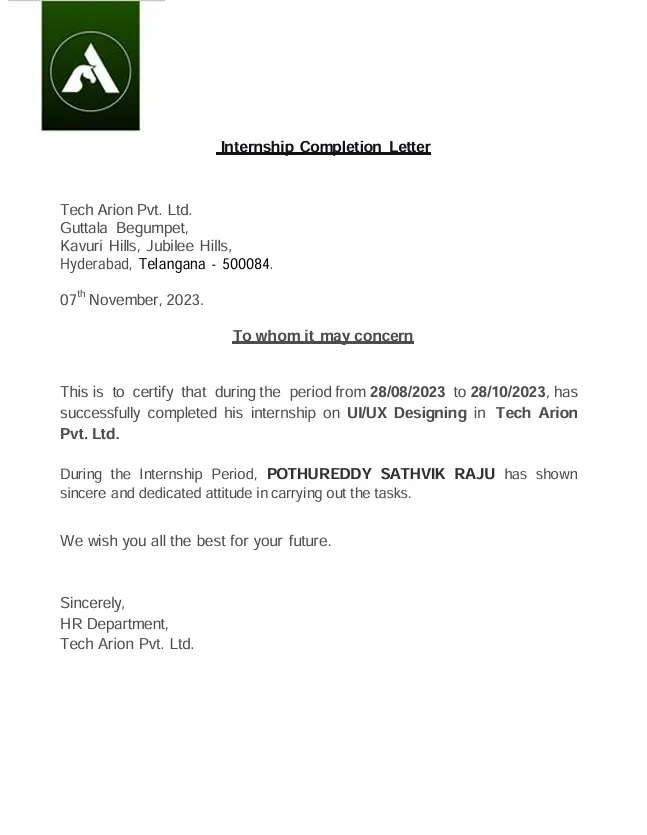 Internship Completion Letter
Tech Arion Pvt. Ltd.
Guttala Begumpet,
Kavuri Hills, Jubilee Hills,
Hyderabad, Telangana - 500084.
07th November, 2023.
To whom it may concern
This is to certify that during the period from 28/08/2023 to 28/10/2023, has
successfully completed his internship on UI/UX Designing in Tech Arion
Pvt. Ltd.
During the Internship Period, POTHUREDDY SATHVIK RAJU has shown
sincere and dedicated attitude in carrying out the tasks.
We wish you all the best for your future.
Sincerely,
HR Department,
Tech Arion Pvt. Ltd.